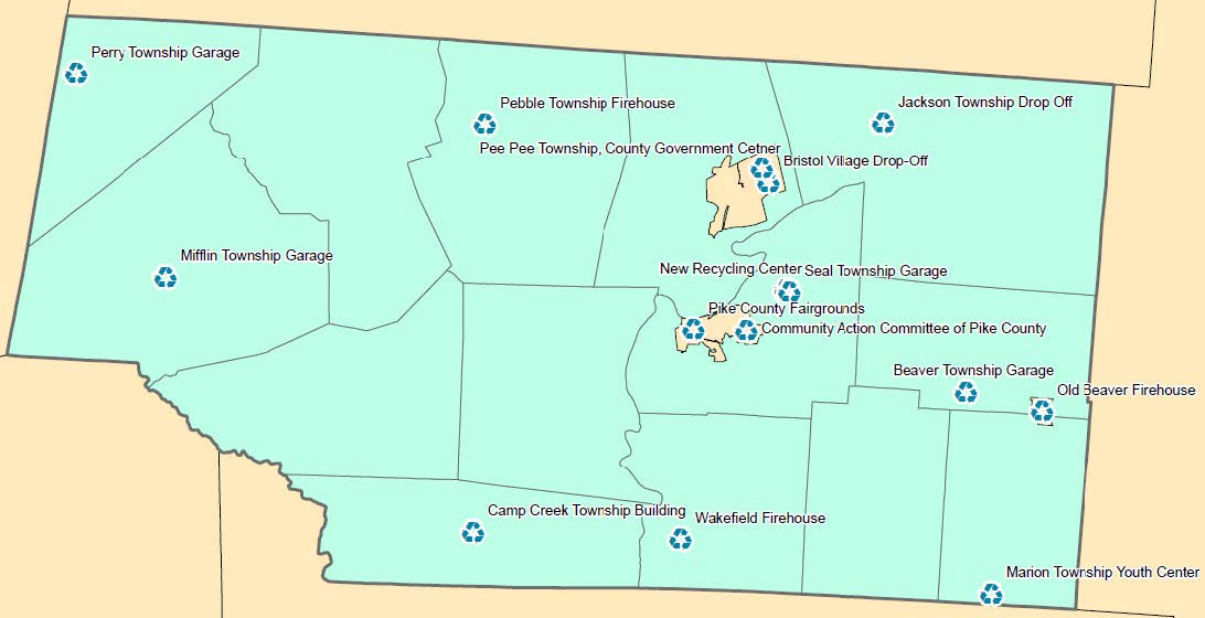 Perry Township Garage
Pebble Township Firehouse
Jackson Township Drop Off
Pee Pee Township, County Government Cetner
Bristol Village Drop-Off
Mifflin Township Garage
New Recycling Center
Seal Township Garage
Pike County Fairgrounds
Community Action Committee of Pike County
Beaver Township Garage
Old Beaver Firehouse
Camp Creek Township Building
Wakefield Firehouse
Marion Township Youth Center